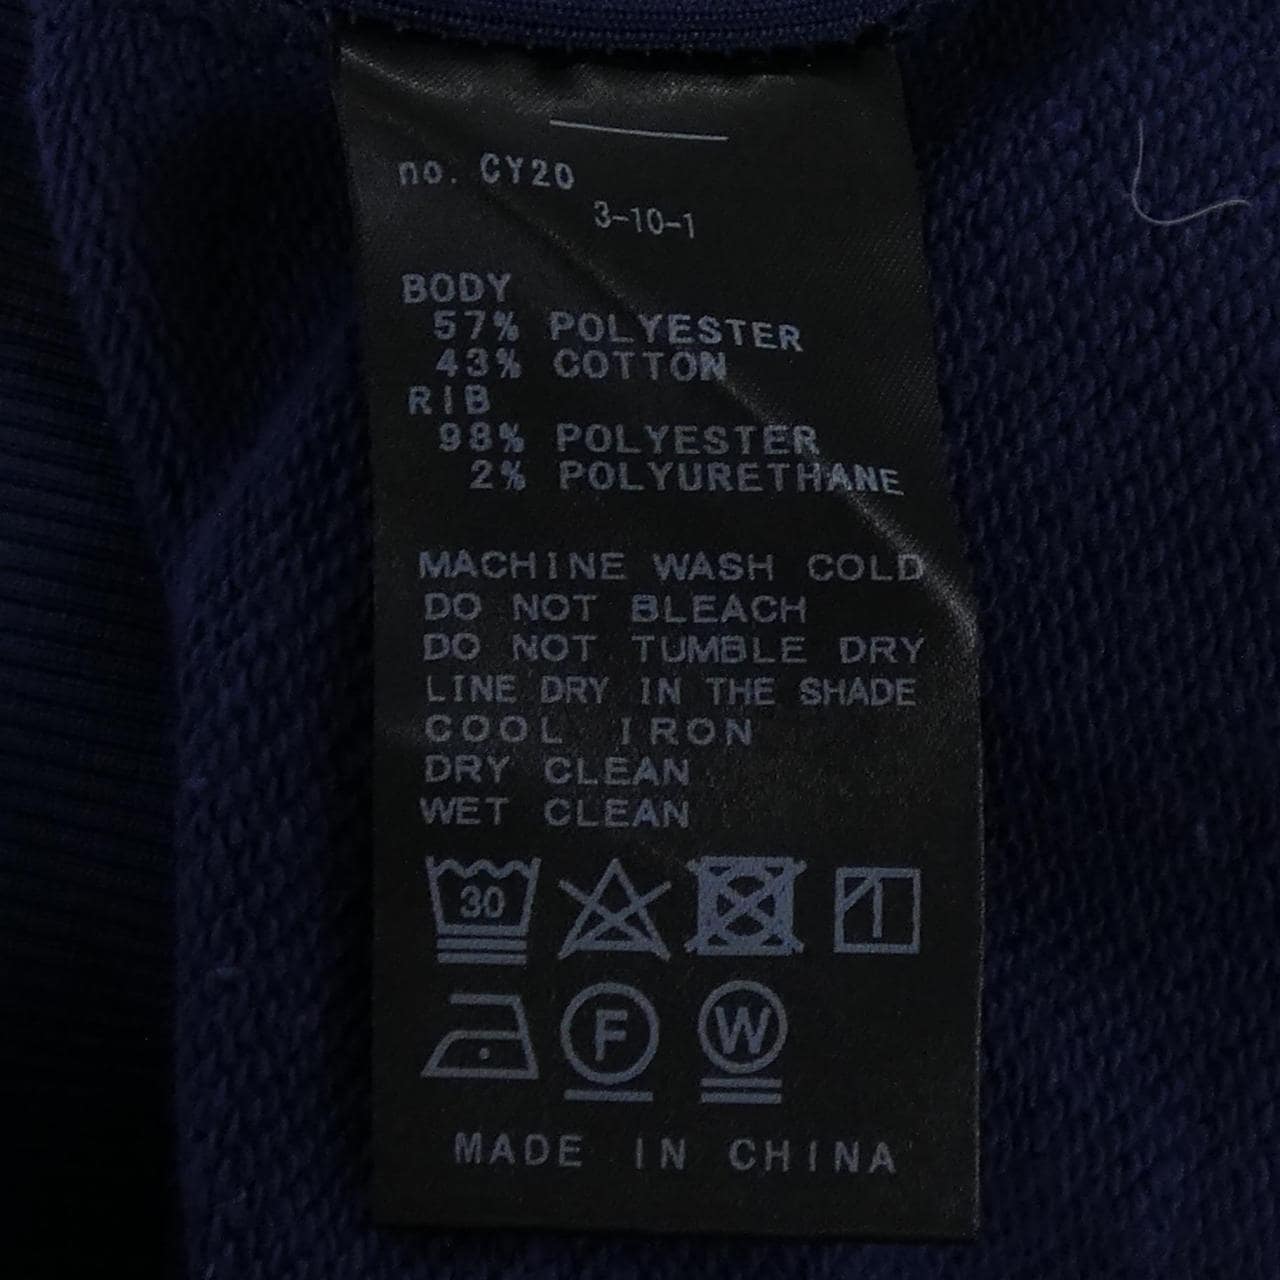 no. CY20
3-10-1
BODY
57% POLYESTER
43% COTTON
RIB
98% POLYESTER
2% POLYURETHANE
MACHINE WASH COLD
DO NOT BLEACH
DO NOT TUMBLE DRY
LINE DRY IN THE SHADE
COOL IRON
DRY CLEAN
WET CLEAN
30
F W
MADE IN CHINA